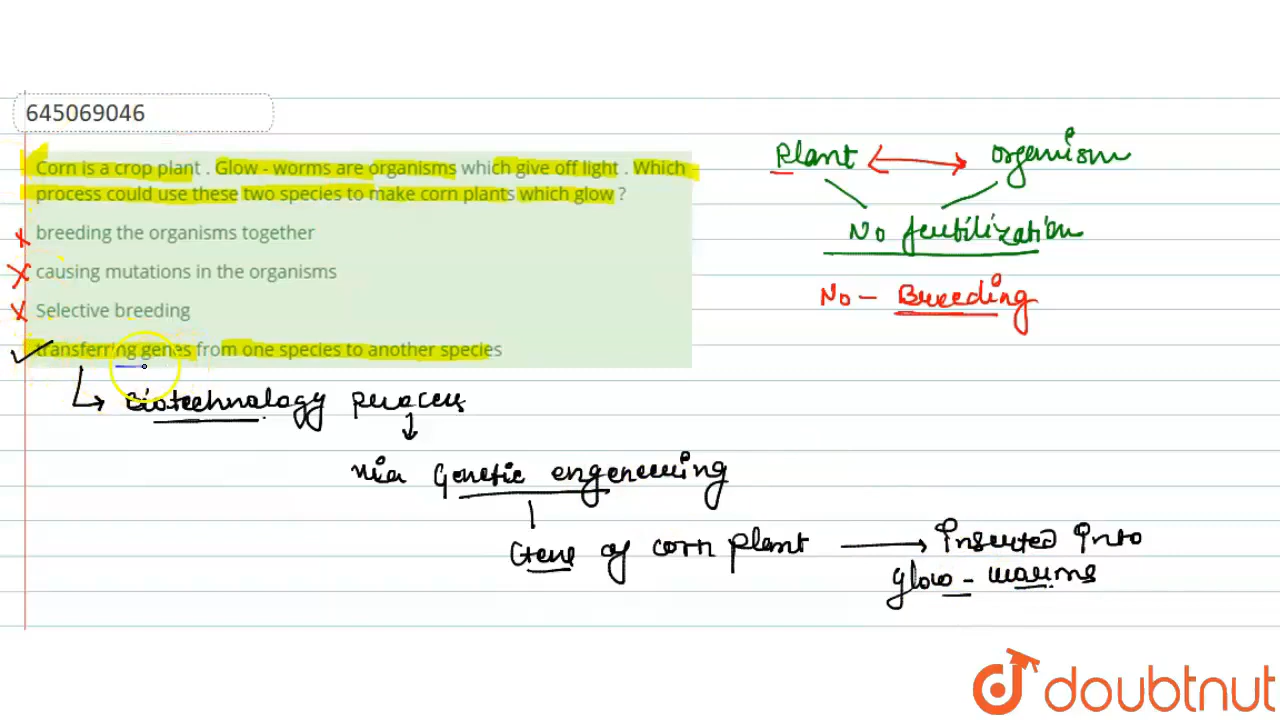 645069046
Corn is a crop plant . Glow - worms are organisms which give off light . Which
process could use these two species to make corn plants which glow ?
breeding the organisms together
causing mutations in the organisms
Selective breeding
transferring genes from one species to another species
Plant organism
No fertilization
No - Breeding
Biotechnology process
via Genetic engeneering
Gene of corn plant Inserted Into
glow - warms
doubtnut